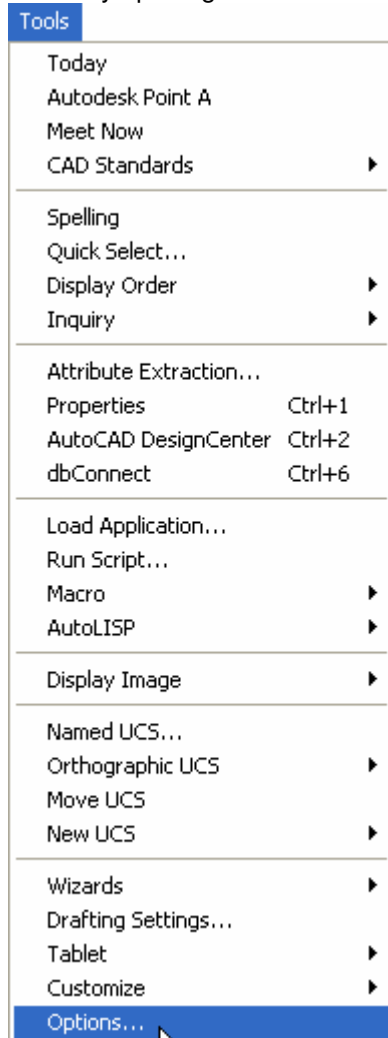 Tools
Today
Autodesk Point A
Meet Now
CAD Standards
Spelling
Quick Select...
Display Order
Inquiry
Attribute Extraction...
Properties Ctrl+1
AutoCAD DesignCenter Ctrl+2
dbConnect Ctrl+6
Load Application...
Run Script...
Macro
AutoLISP
Display Image
Named UCS...
Orthographic UCS
Move UCS
New UCS
Wizards
Drafting Settings...
Tablet
Customize
Options...